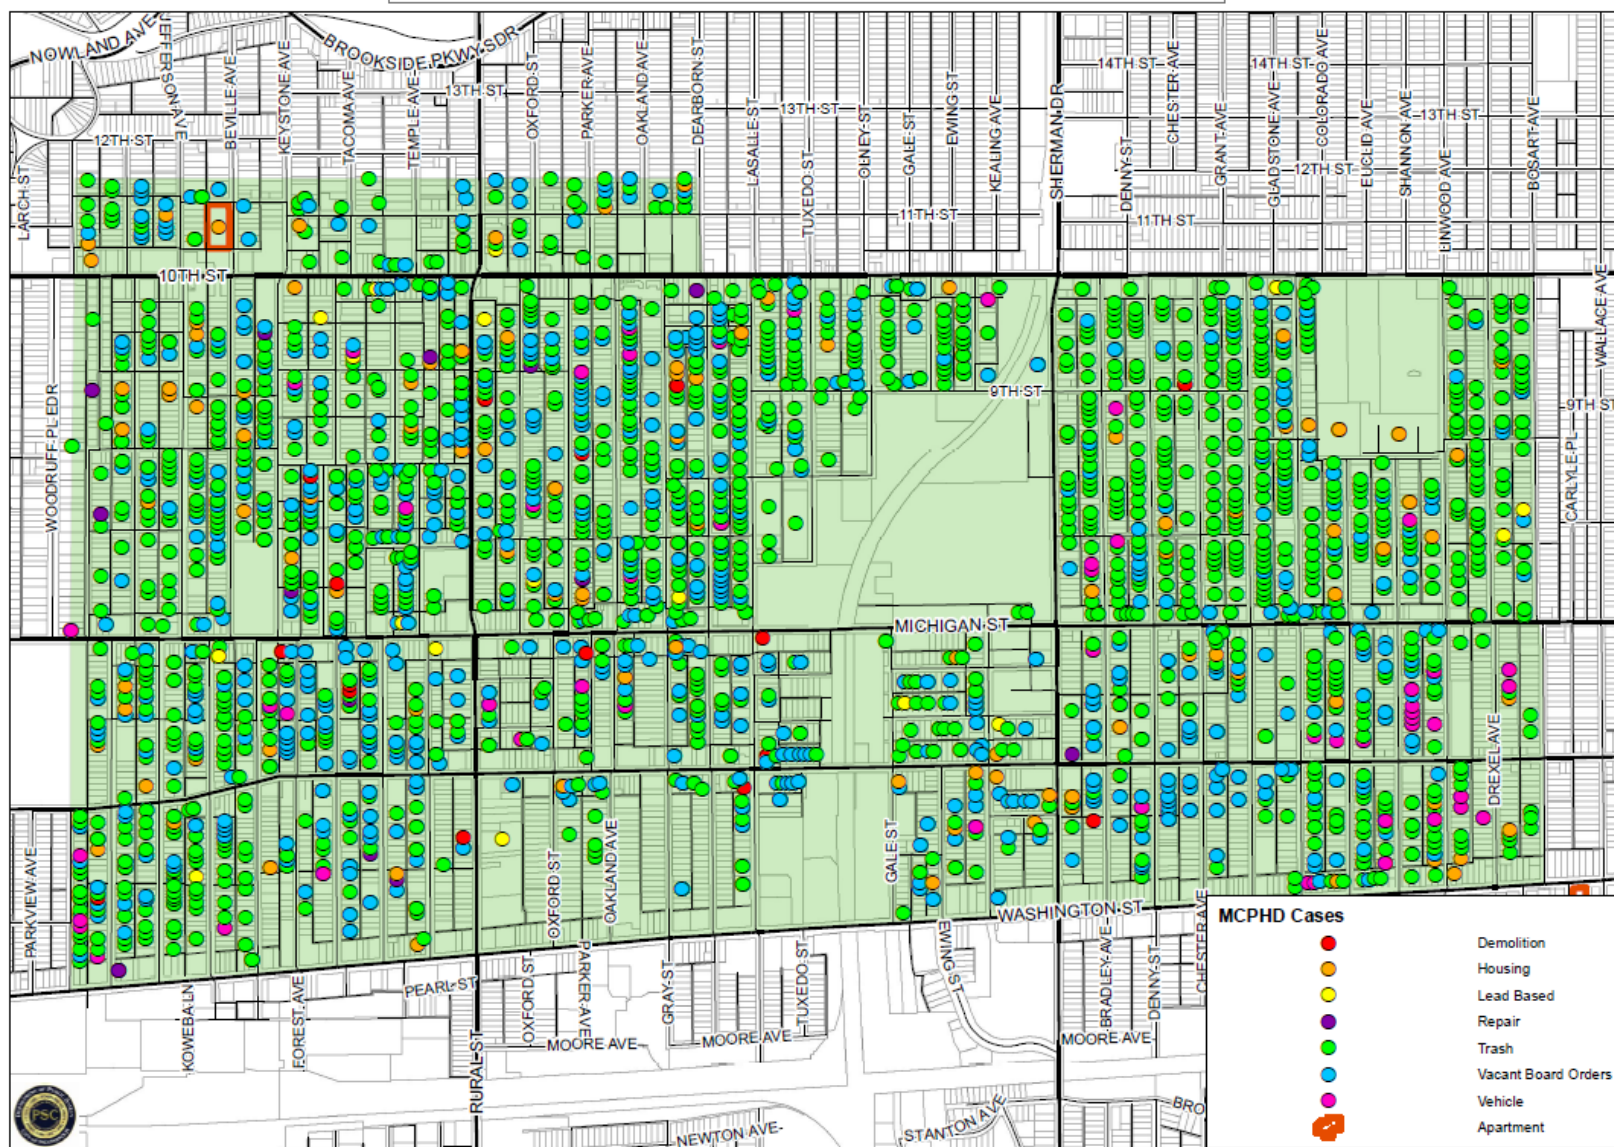 NOWLAND AVE
JEFFERSON AVE
BEVILLE AVE
KEYSTONE AVE
BROOKSIDE PKWY SDR
TACOMA AVE
TEMPLE AVE
13TH ST
OXFORD ST
PARKER AVE
OAKLAND AVE
DEARBORN ST
LASALLE ST
13TH ST
TUXEDO ST
OLNEY ST
GALE ST
EWING ST
KEALING AVE
SHERMAN DR
14TH ST
CHESTER AVE
DENNY ST
GRANT AVE
14TH ST
GLADSTONE AVE
COLORADO AVE
EUCLID AVE
SHANNON AVE
13TH ST
LINWOOD AVE
BOSART AVE
12TH ST
12TH ST
LARCH ST
11TH ST
11TH ST
10TH ST
WALLACE AVE
9TH ST
9TH ST
WOODRUFF PL EDR
CARLYLE PL
MICHIGAN ST
DREXEL AVE
PARKVIEW AVE
OXFORD ST
OAKLAND AVE
GALE ST
WASHINGTON ST
KOWEBA LN
FOREST AVE
PEARL ST
RURAL ST
OXFORD ST
PARKER AVE
MOORE AVE
GRAY ST
MOORE AVE
TUXEDO ST
EWING ST
BRADLEY AVE
MOORE AVE
DENNY ST
CHESTER AVE
NEWTON AVE
STANTON AVE
BRO
PSC
MCPHD Cases
Demolition
Housing
Lead Based
Repair
Trash
Vacant Board Orders
Vehicle
Apartment